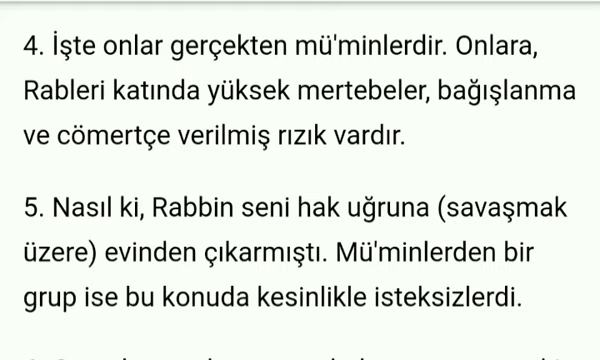 4. İşte onlar gerçekten mü'minlerdir. Onlara,
Rableri katında yüksek mertebeler, bağışlanma
ve cömertçe verilmiş rızık vardır.
5. Nasıl ki, Rabbin seni hak uğruna (savaşmak
üzere) evinden çıkarmıştı. Mü'minlerden bir
grup ise bu konuda kesinlikle isteksizlerdi.